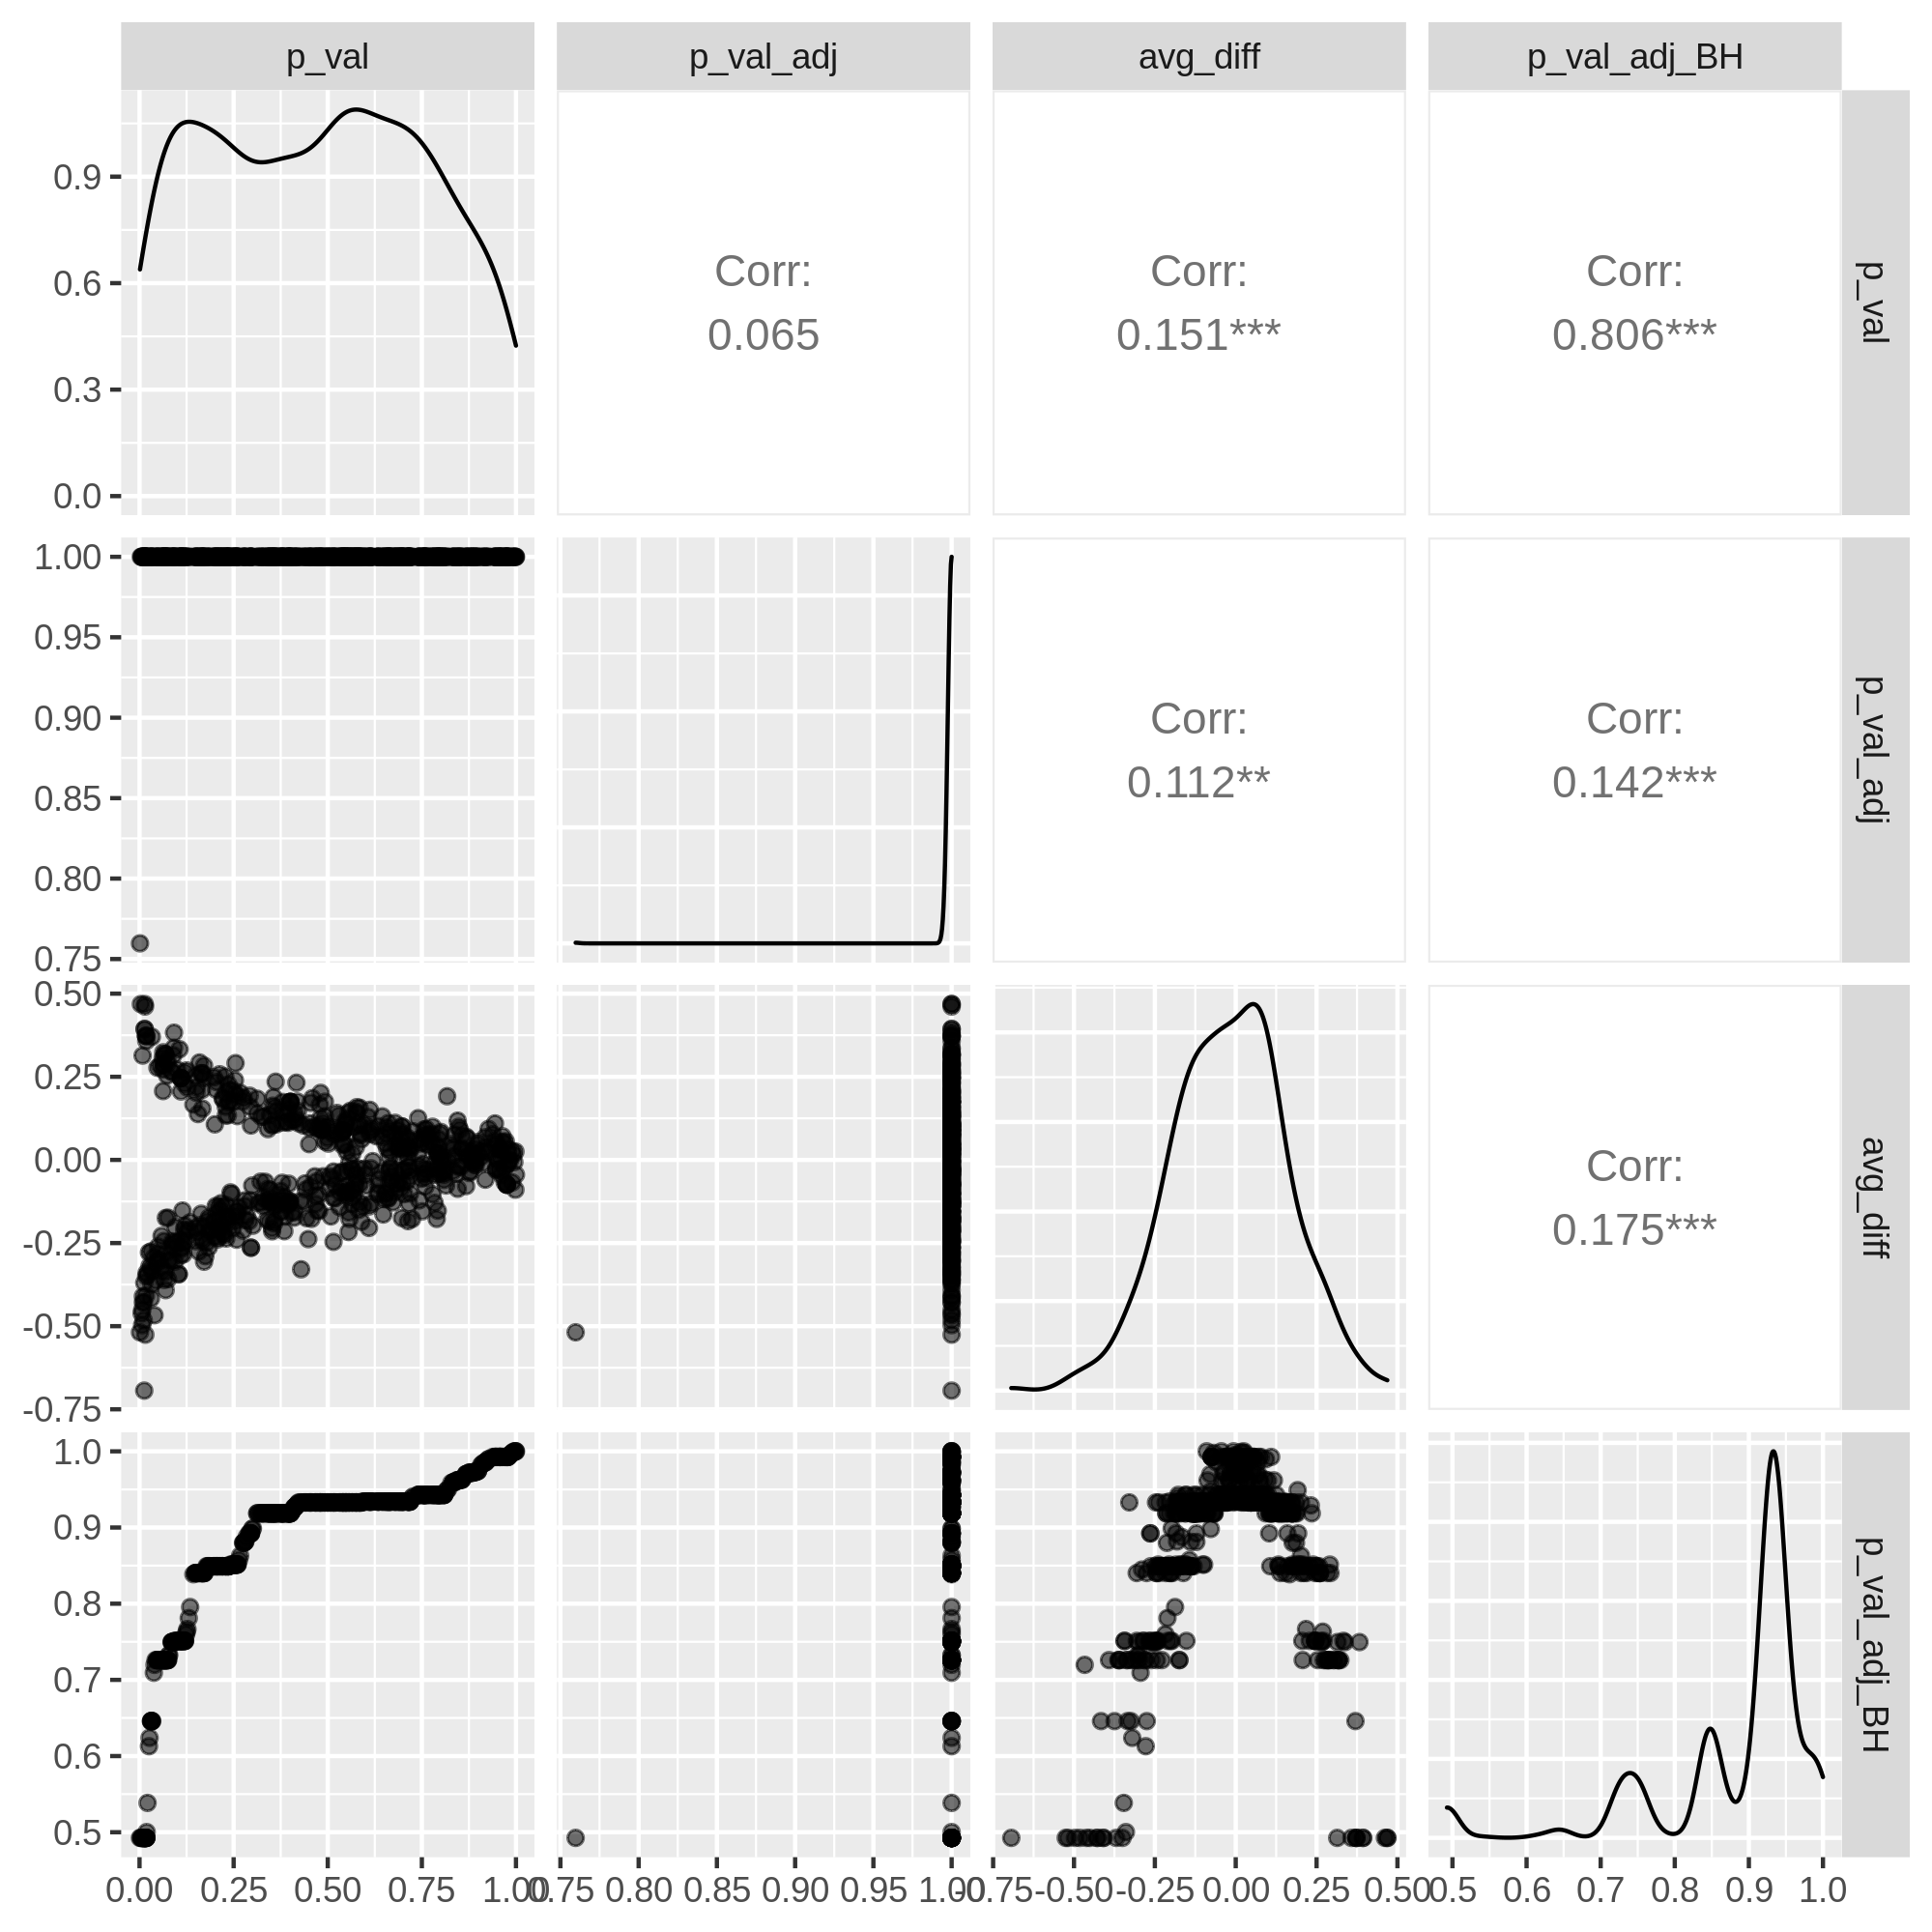 p_val
p_val_adj
avg_diff
p_val_adj_BH
0.9
0.6
0.3
0.0
Corr:
0.065
Corr:
0.151***
Corr:
0.806***
p_val
1.00
0.95
0.90
0.85
0.80
0.75
Corr:
0.112**
Corr:
0.142***
p_val_adj
0.50
0.25
0.00
-0.25
-0.50
-0.75
Corr:
0.175***
avg_diff
1.0
0.9
0.8
0.7
0.6
0.5
p_val_adj_BH
0.00 0.25 0.50 0.75 1.00
0.75 0.80 0.85 0.90 0.95 1.00
-0.75 -0.50 -0.25 0.00 0.25 0.50
0.5 0.6 0.7 0.8 0.9 1.0